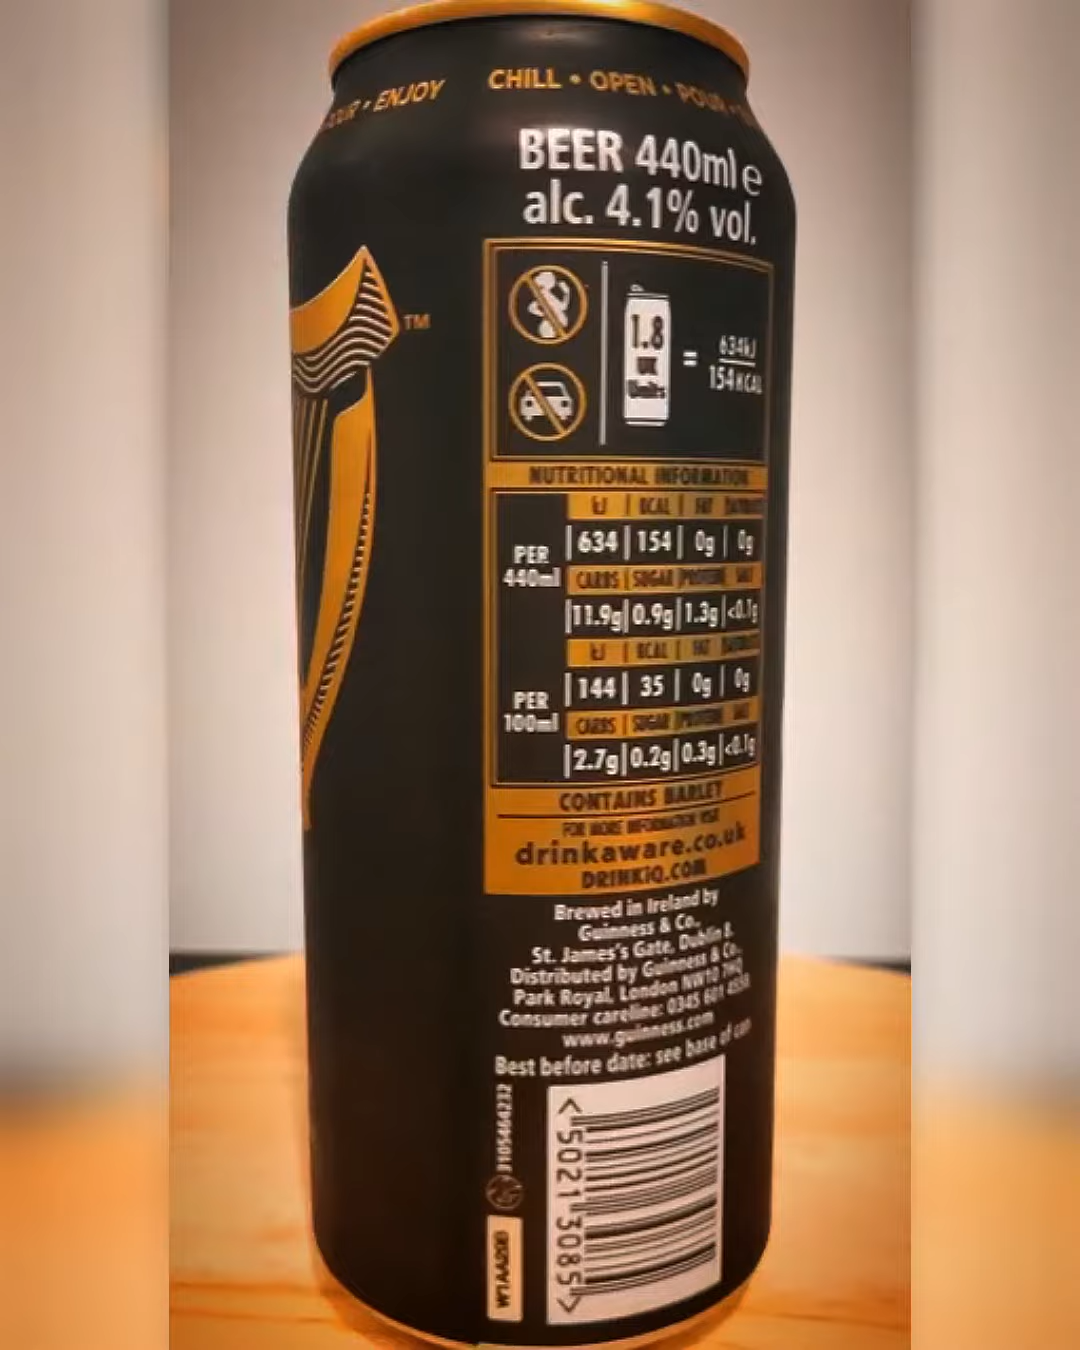 POUR • ENJOY
CHILL • OPEN • POUR •
BEER 440ml e
alc. 4.1% vol.
TM
1.8
UK
Units
=
634kJ
154KCAL
NUTRITIONAL INFORMATION
kJ | KCAL | FAT | SATURATES
PER 440ml
634 | 154 | 0g | 0g
CARBS | SUGAR | PROTEIN | SALT
11.9g | 0.9g | 1.3g | <0.1g
kJ | KCAL | FAT | SATURATES
PER 100ml
144 | 35 | 0g | 0g
CARBS | SUGAR | PROTEIN | SALT
2.7g | 0.2g | 0.3g | <0.1g
CONTAINS BARLEY
FOR MORE INFORMATION VISIT
drinkaware.co.uk
DRINKiQ.COM
Brewed in Ireland by
Guinness & Co.,
St. James's Gate, Dublin 8.
Distributed by Guinness & Co.,
Park Royal, London NW10 7HQ
Consumer careline: 0345 601 4558
www.guinness.com
Best before date: see base of can
3105464232
W1AA20B
<5021 3085>